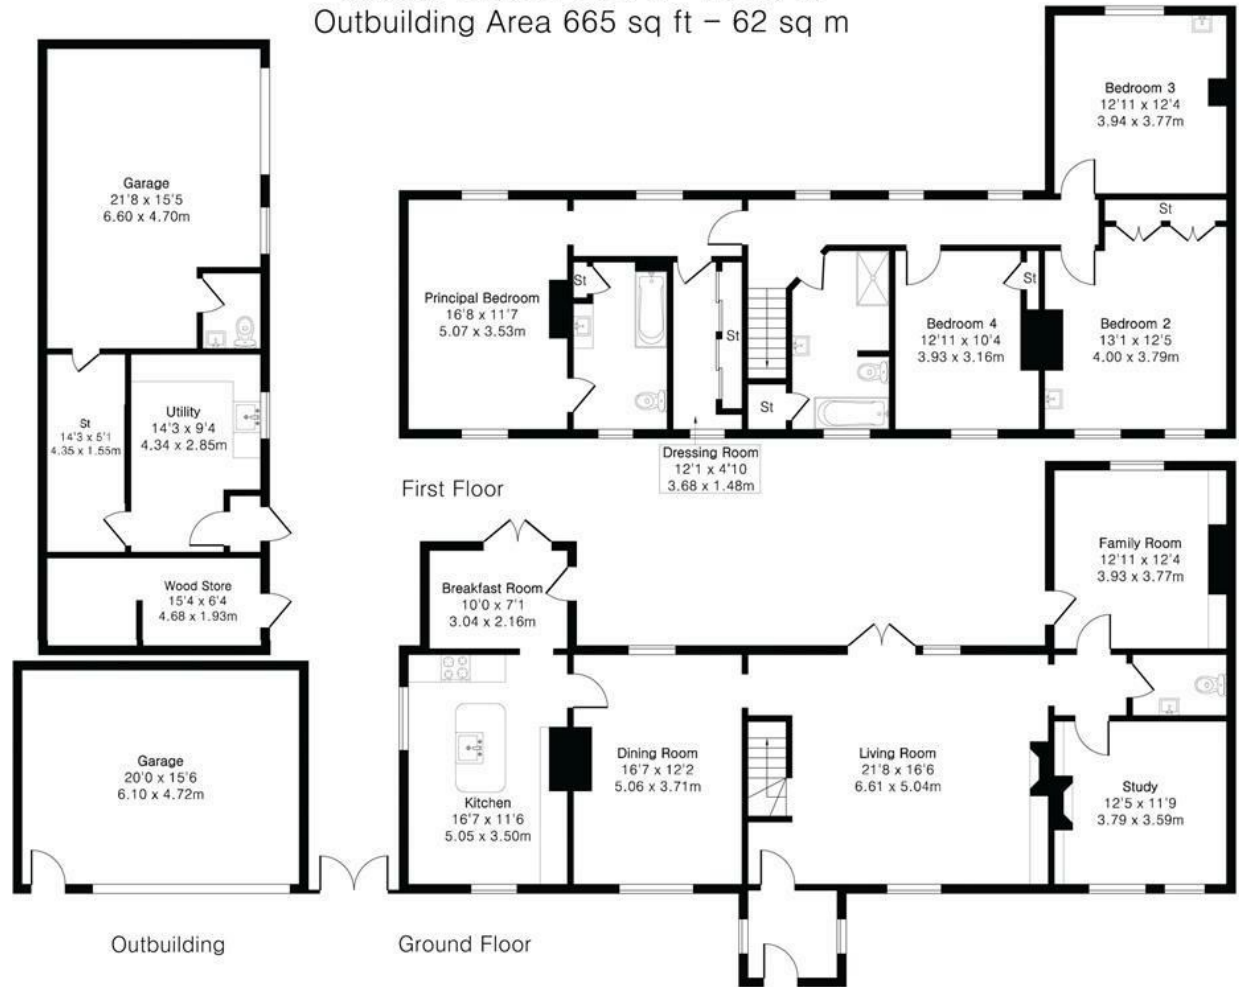 Outbuilding Area 665 sq ft – 62 sq m
Garage
21'8 x 15'5
6.60 x 4.70m
St
14'3 x 5'1
4.35 x 1.55m
Utility
14'3 x 9'4
4.34 x 2.85m
Wood Store
15'4 x 6'4
4.68 x 1.93m
Garage
20'0 x 15'6
6.10 x 4.72m
Outbuilding
Principal Bedroom
16'8 x 11'7
5.07 x 3.53m
St
St
Dressing Room
12'1 x 4'10
3.68 x 1.48m
St
Bedroom 4
12'11 x 10'4
3.93 x 3.16m
St
Bedroom 2
13'1 x 12'5
4.00 x 3.79m
St
Bedroom 3
12'11 x 12'4
3.94 x 3.77m
First Floor
Breakfast Room
10'0 x 7'1
3.04 x 2.16m
Kitchen
16'7 x 11'6
5.05 x 3.50m
Dining Room
16'7 x 12'2
5.06 x 3.71m
Living Room
21'8 x 16'6
6.61 x 5.04m
Family Room
12'11 x 12'4
3.93 x 3.77m
Study
12'5 x 11'9
3.79 x 3.59m
Ground Floor